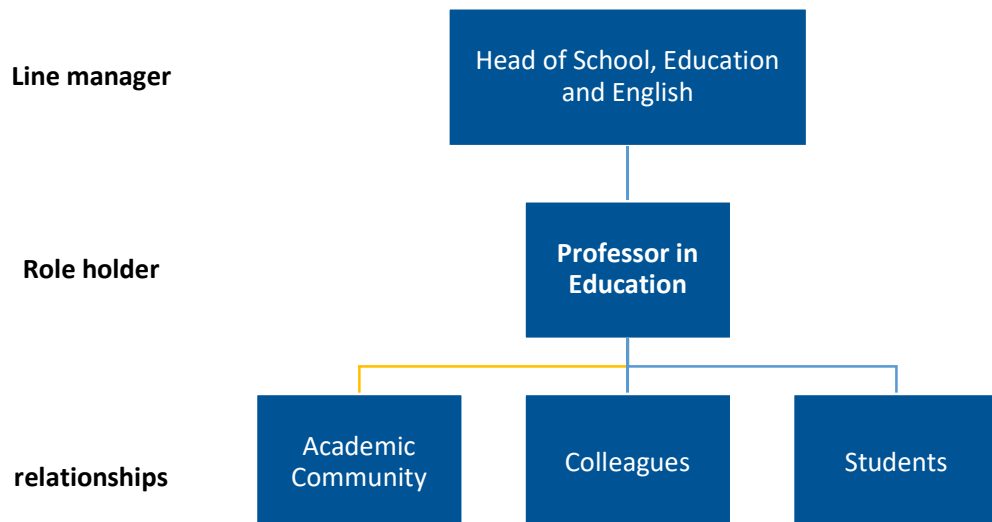 Line manager
Head of School, Education
and English
Role holder
Professor in
Education
relationships
Academic
Community
Colleagues
Students